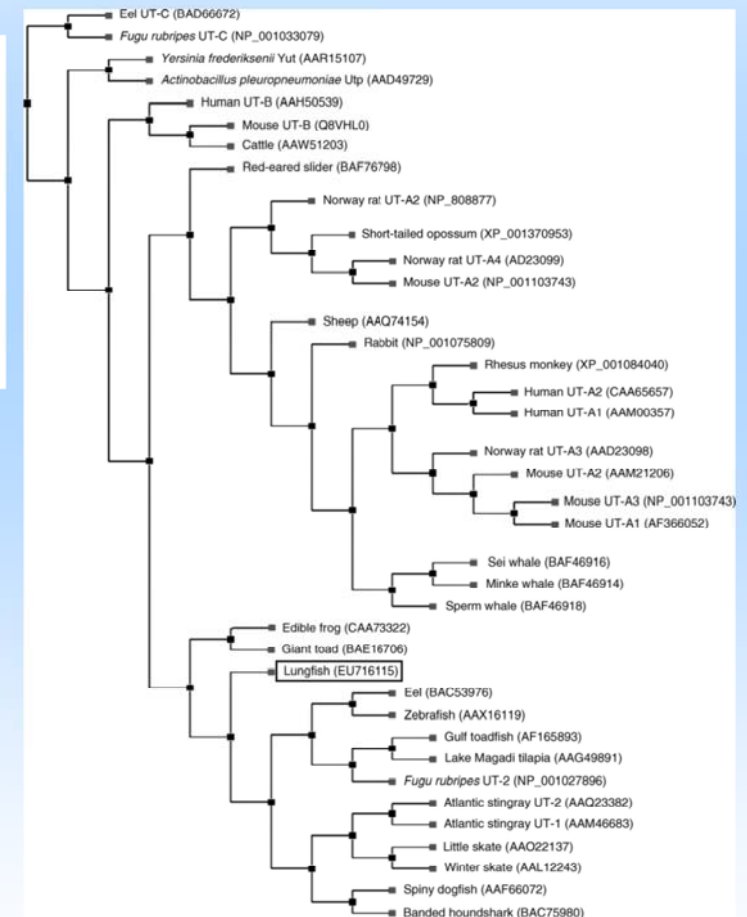 Eel UT-C (BAD66672)
Fugu rubripes UT-C (NP_001033079)
Yersinia frederiksenii Yut (AAR15107)
Actinobacillus pleuropneumoniae Utp (AAD49729)
Human UT-B (AAH50539)
Mouse UT-B (Q8VHL0)
Cattle (AAW51203)
Red-eared slider (BAF76798)
Norway rat UT-A2 (NP_808877)
Short-tailed opossum (XP_001370953)
Norway rat UT-A4 (AD23099)
Mouse UT-A2 (NP_001103743)
Sheep (AAQ74154)
Rabbit (NP_001075809)
Rhesus monkey (XP_001084040)
Human UT-A2 (CAA65657)
Human UT-A1 (AAM00357)
Norway rat UT-A3 (AAD23098)
Mouse UT-A2 (AAM21206)
Mouse UT-A3 (NP_001103743)
Mouse UT-A1 (AF366052)
Sei whale (BAF46916)
Minke whale (BAF46914)
Sperm whale (BAF46918)
Edible frog (CAA73322)
Giant toad (BAE16706)
Lungfish (EU716115)
Eel (BAC53976)
Zebrafish (AAX16119)
Gulf toadfish (AF165893)
Lake Magadi tilapia (AAG49891)
Fugu rubripes UT-2 (NP_001027896)
Atlantic stingray UT-2 (AAQ23382)
Atlantic stingray UT-1 (AAM46683)
Little skate (AAO22137)
Winter skate (AAL12243)
Spiny dogfish (AAF66072)
Banded houndshark (BAC75980)